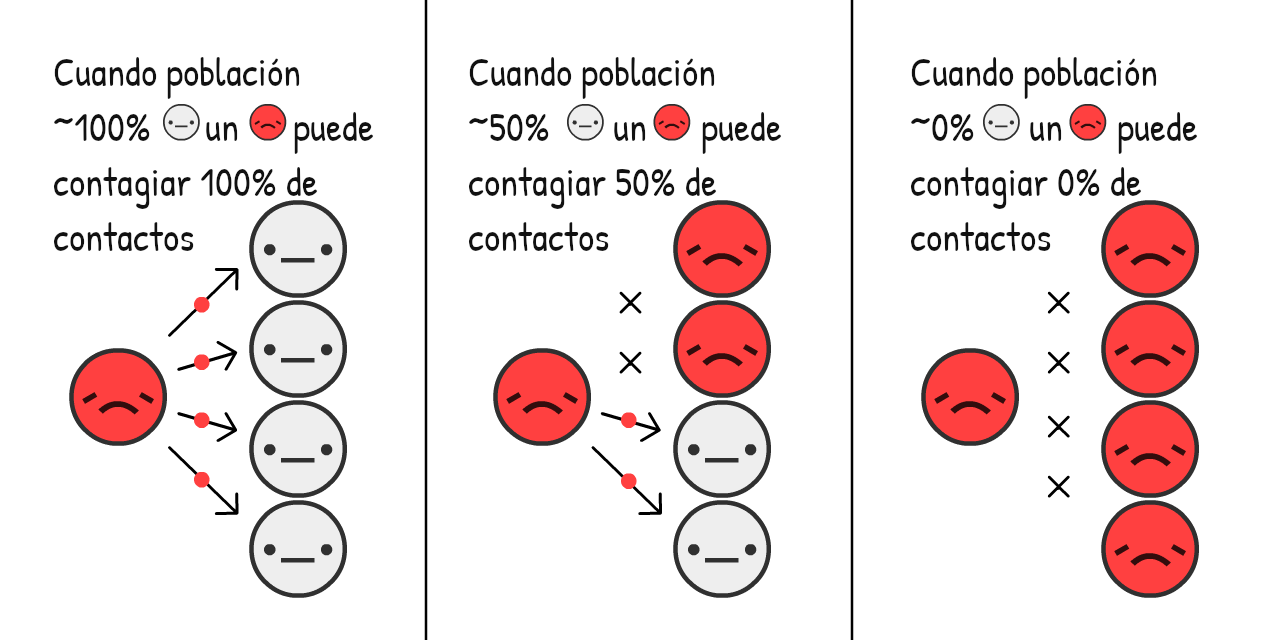 Cuando población
~100% un puede
contagiar 100% de
contactos
Cuando población
~50% un puede
contagiar 50% de
contactos
Cuando población
~0% un puede
contagiar 0% de
contactos